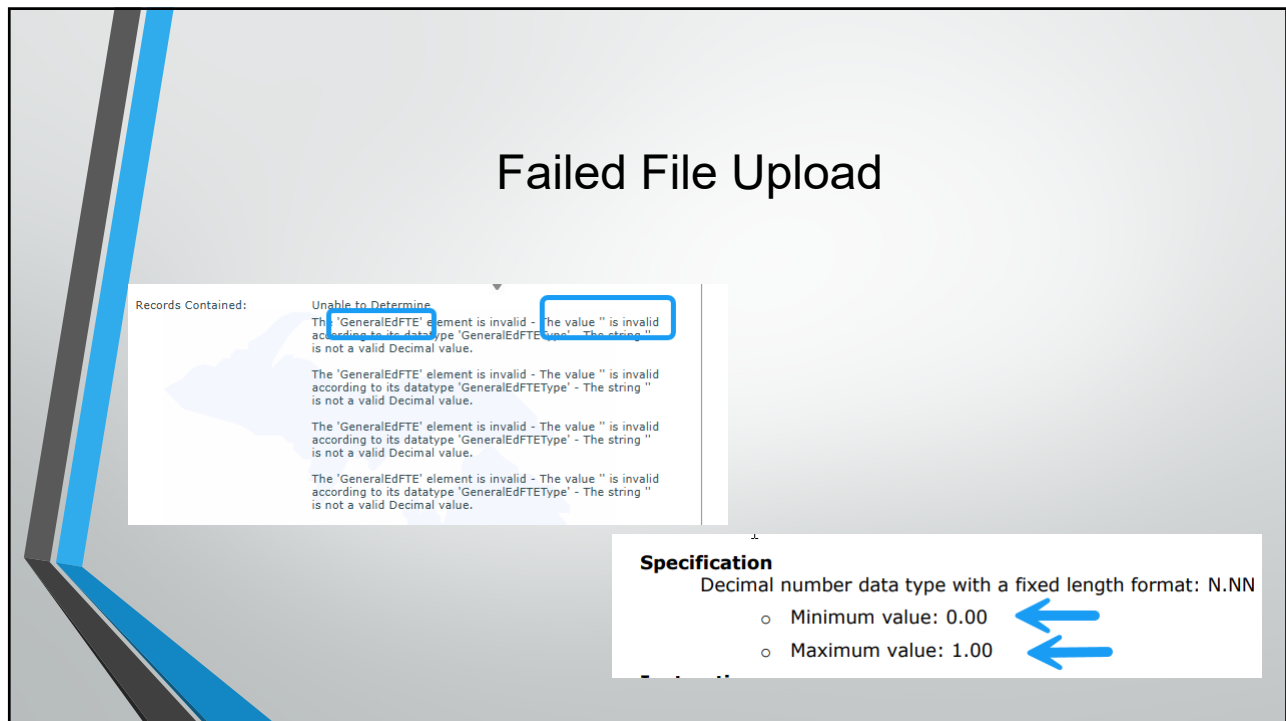 Failed File Upload
Records Contained:
Unable to Determine
The 'GeneralEdFTE' element is invalid - The value '' is invalid
according to its datatype 'GeneralEdFTEType' - The string ''
is not a valid Decimal value.
The 'GeneralEdFTE' element is invalid - The value '' is invalid
according to its datatype 'GeneralEdFTEType' - The string ''
is not a valid Decimal value.
The 'GeneralEdFTE' element is invalid - The value '' is invalid
according to its datatype 'GeneralEdFTEType' - The string ''
is not a valid Decimal value.
The 'GeneralEdFTE' element is invalid - The value '' is invalid
according to its datatype 'GeneralEdFTEType' - The string ''
is not a valid Decimal value.
Specification
Decimal number data type with a fixed length format: N.NN
○ Minimum value: 0.00
○ Maximum value: 1.00